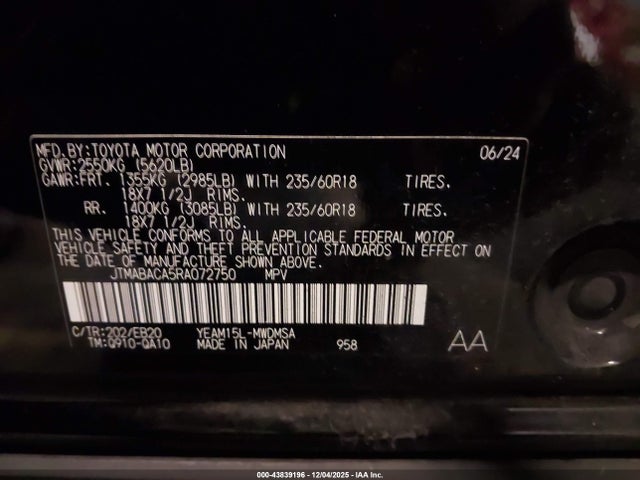 MFD.BY:TOYOTA MOTOR CORPORATION 06/24
GVWR:2550KG (5620LB)
GAWR:FRT. 1355KG (2985LB) WITH 235/60R18 TIRES.
18X7 1/2J RIMS.
RR. 1400KG (3085LB) WITH 235/60R18 TIRES.
18X7 1/2J RIMS.
THIS VEHICLE CONFORMS TO ALL APPLICABLE FEDERAL MOTOR
VEHICLE SAFETY AND THEFT PREVENTION STANDARDS IN EFFECT ON
THE DATE OF MANUFACTURE SHOWN ABOVE.
JTMABACA5RA072750 MPV
C/TR:202/EB20 YEAM15L-MWDMSA
TM:Q910-QA10 MADE IN JAPAN 958 AA
000-43839196 - 12/04/2025 - IAA Inc.